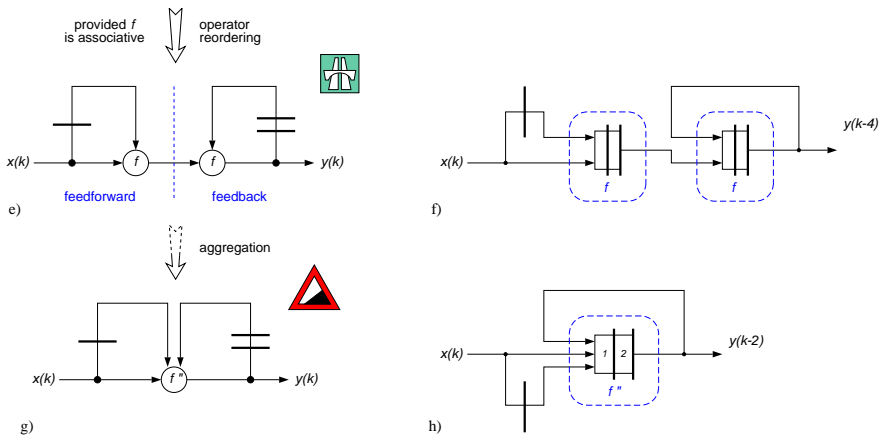 provided f
is associative
operator
reordering
f
f
x(k)
y(k)
feedforward
feedback
e)
x(k)
f
f
y(k-4)
f)
aggregation
x(k)
f "
y(k)
g)
x(k)
1
2
f "
y(k-2)
h)